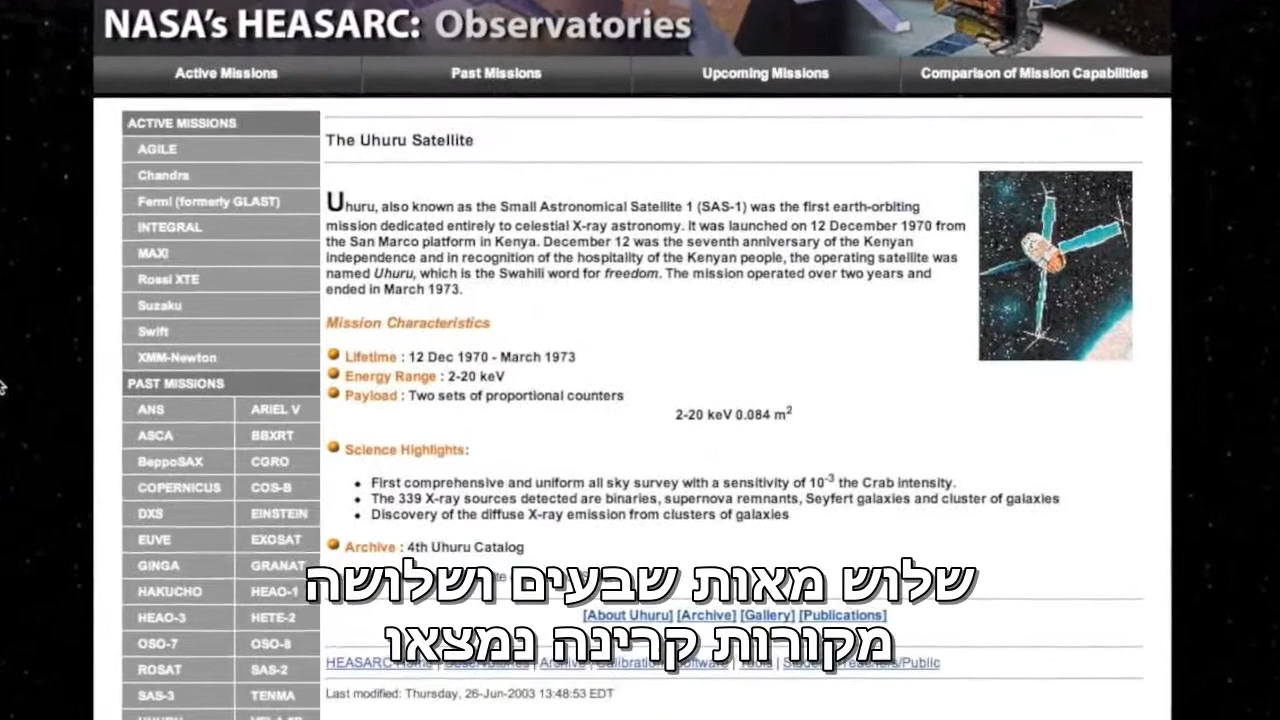 NASA's HEASARC: Observatories
Active Missions
Past Missions
Upcoming Missions
Comparison of Mission Capabilities
ACTIVE MISSIONS
AGILE
Chandra
Fermi (formerly GLAST)
INTEGRAL
MAXI
Rossi XTE
Suzaku
Swift
XMM-Newton
PAST MISSIONS
ANS ARIEL V
ASCA BBXRT
BeppoSAX CGRO
COPERNICUS COS-B
DXS EINSTEIN
EUVE EXOSAT
GINGA GRANAT
HAKUCHO HEAO-1
HEAO-3 HETE-2
OSO-7 OSO-8
ROSAT SAS-2
SAS-3 TENMA
The Uhuru Satellite
Uhuru, also known as the Small Astronomical Satellite 1 (SAS-1) was the first earth-orbiting
mission dedicated entirely to celestial X-ray astronomy. It was launched on 12 December 1970 from
the San Marco platform in Kenya. December 12 was the seventh anniversary of the Kenyan
independence and in recognition of the hospitality of the Kenyan people, the operating satellite was
named Uhuru, which is the Swahili word for freedom. The mission operated over two years and
ended in March 1973.
Mission Characteristics
Lifetime : 12 Dec 1970 - March 1973
Energy Range : 2-20 keV
Payload : Two sets of proportional counters
2-20 keV 0.084 m²
Science Highlights:
• First comprehensive and uniform all sky survey with a sensitivity of 10⁻³ the Crab intensity.
• The 339 X-ray sources detected are binaries, supernova remnants, Seyfert galaxies and cluster of galaxies
• Discovery of the diffuse X-ray emission from clusters of galaxies
Archive : 4th Uhuru Catalog
שלוש מאות שבעים ושלושה
[About Uhuru] [Archive] [Gallery] [Publications]
מקורות קרינה נמצאו
HEASARC Home | Observatories | Archive | Calibration | Software | Tools | Students/Teachers/Public
Last modified: Thursday, 26-Jun-2003 13:48:53 EDT